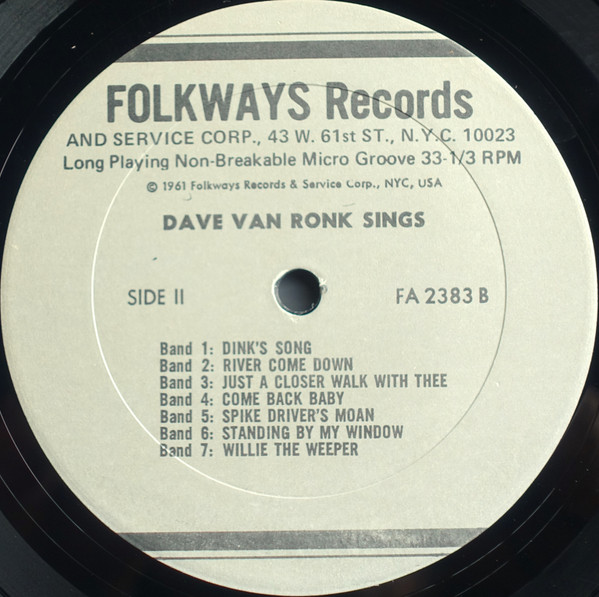 FOLKWAYS Records
AND SERVICE CORP., 43 W. 61st ST., N.Y.C. 10023
Long Playing Non-Breakable Micro Groove 33-1/3 RPM
© 1961 Folkways Records & Service Corp., NYC, USA
DAVE VAN RONK SINGS
SIDE II FA 2383 B
Band 1: DINK'S SONG
Band 2: RIVER COME DOWN
Band 3: JUST A CLOSER WALK WITH THEE
Band 4: COME BACK BABY
Band 5: SPIKE DRIVER'S MOAN
Band 6: STANDING BY MY WINDOW
Band 7: WILLIE THE WEEPER